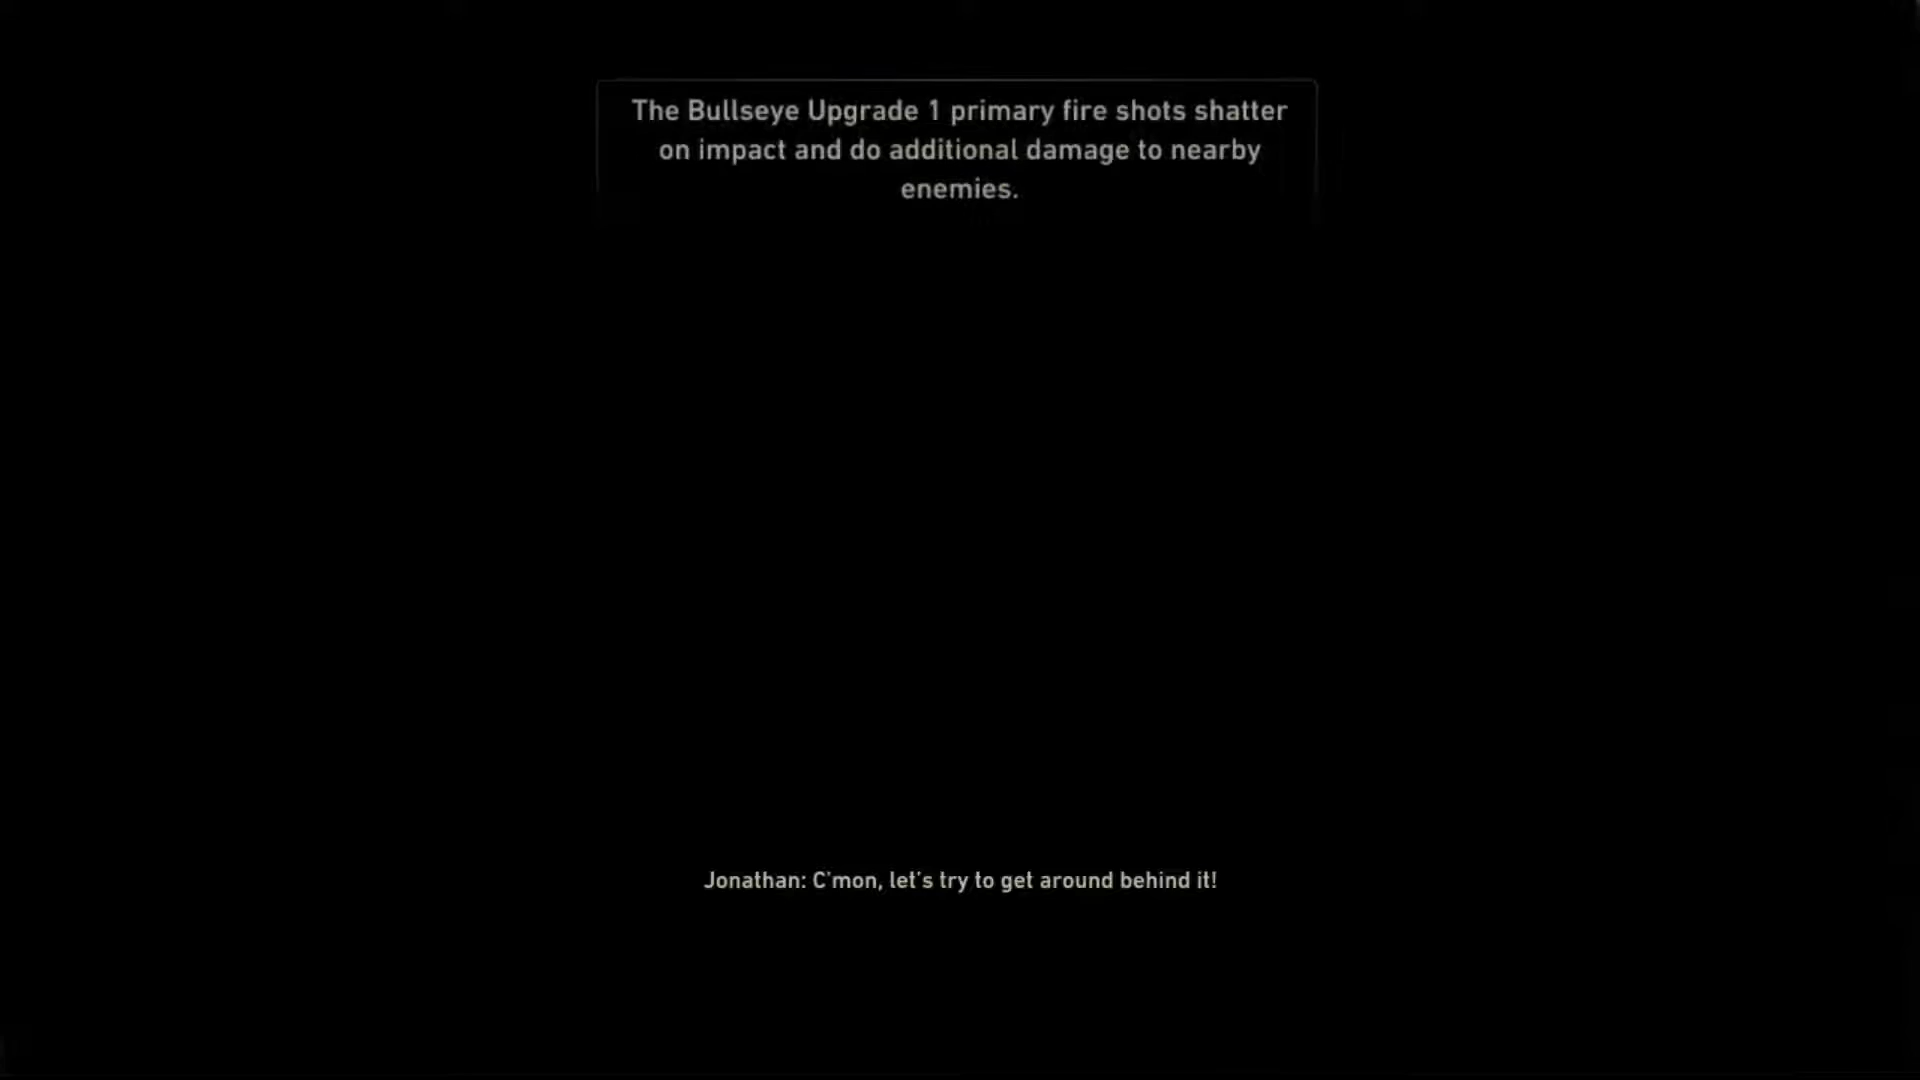 The Bullseye Upgrade 1 primary fire shots shatter
on impact and do additional damage to nearby
enemies.
Jonathan: C'mon, let's try to get around behind it!